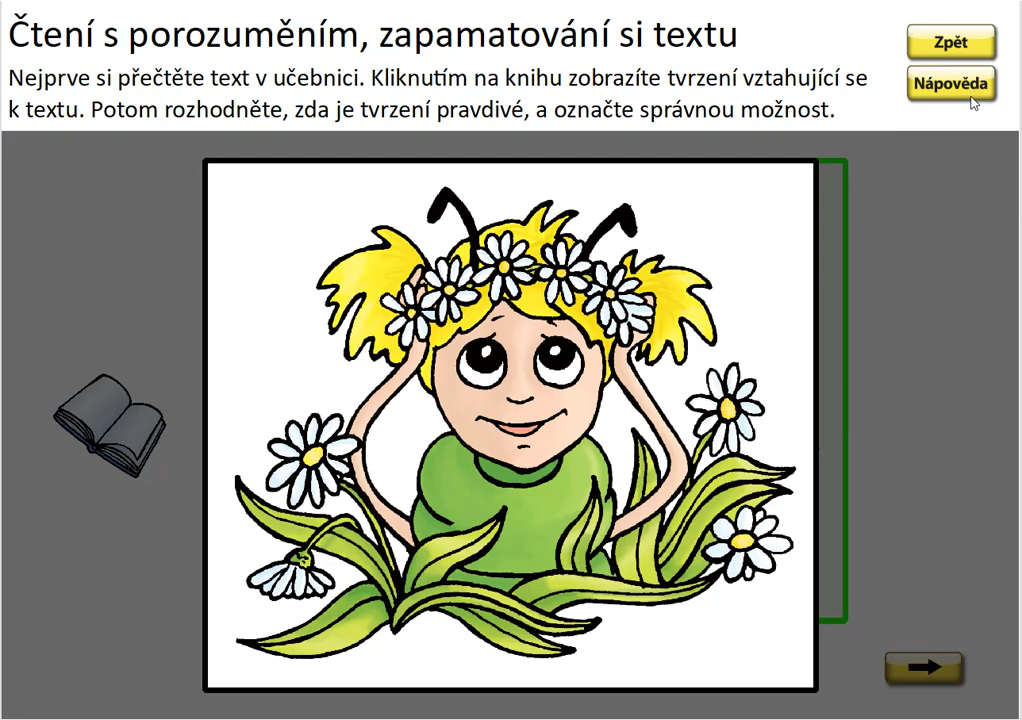 Čtení s porozuměním, zapamatování si textu
Zpět
Nejprve si přečtěte text v učebnici. Kliknutím na knihu zobrazíte tvrzení vztahující se
k textu. Potom rozhodněte, zda je tvrzení pravdivé, a označte správnou možnost.
Nápověda